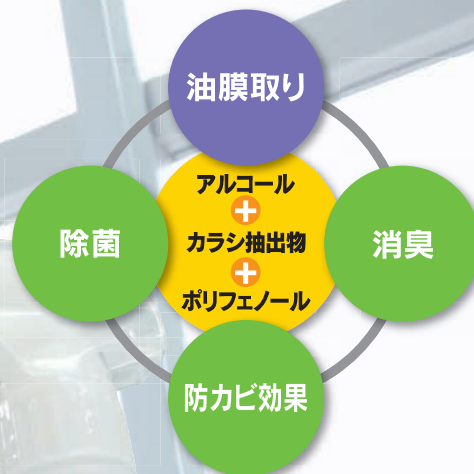 油膜取り
アルコール
+
除菌
カラシ抽出物
消臭
+
ポリフェノール
防カビ効果